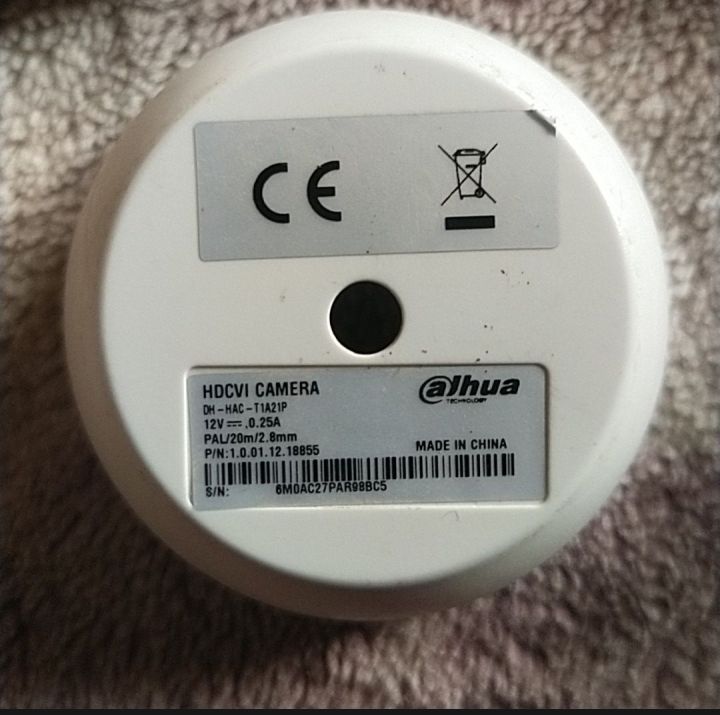 CE
HDCVI CAMERA
DH-HAC-T1A21P
12V⎓,0.25A
PAL/20m/2.8mm
P/N:1.0.01.12.18855
S/N: 6M0AC27PAR98BC5
alhua
TECHNOLOGY
MADE IN CHINA